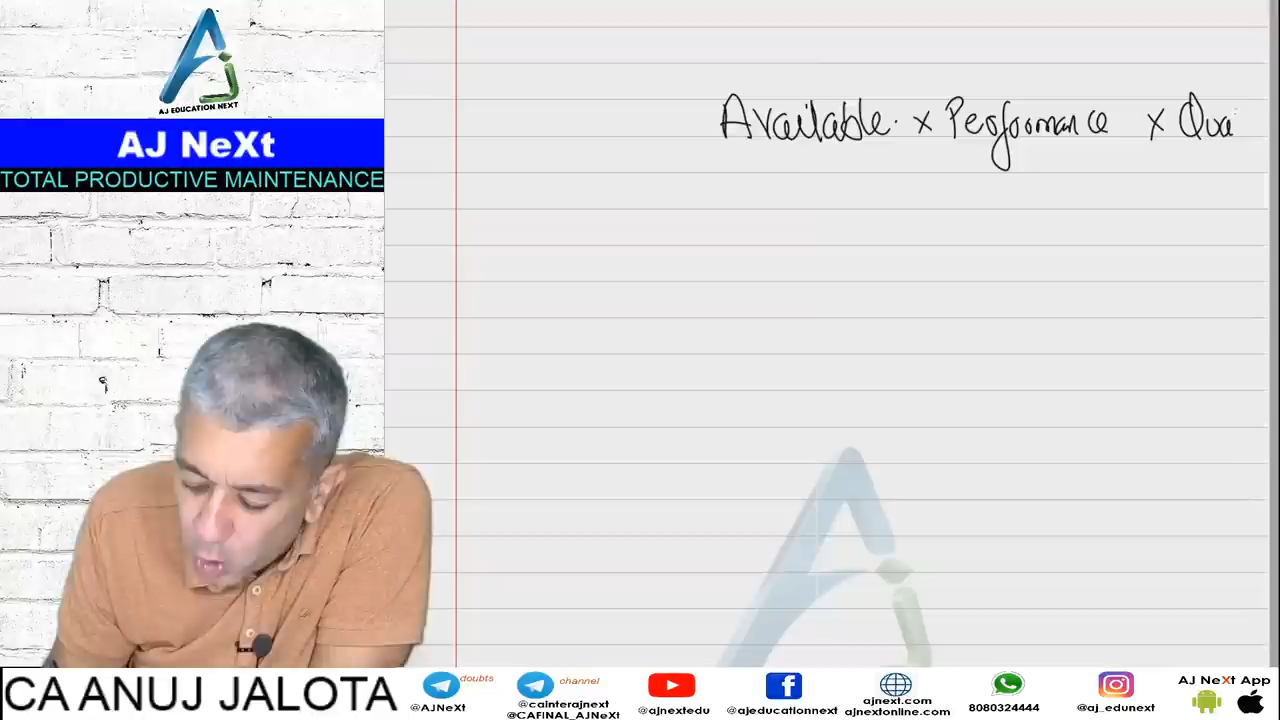 AJ EDUCATION NEXT
AJ NeXt
TOTAL PRODUCTIVE MAINTENANCE
Available. x Performance x Qua
CA ANUJ JALOTA
doubts
@AJNext
channel
@cainterajnext
@CAFINAL_AJNEXT
@ajnextedu
@ajeducationnext
ajnext.com
ajnextonline.com
8080322484
@aj_edunext
AJ NeXt App